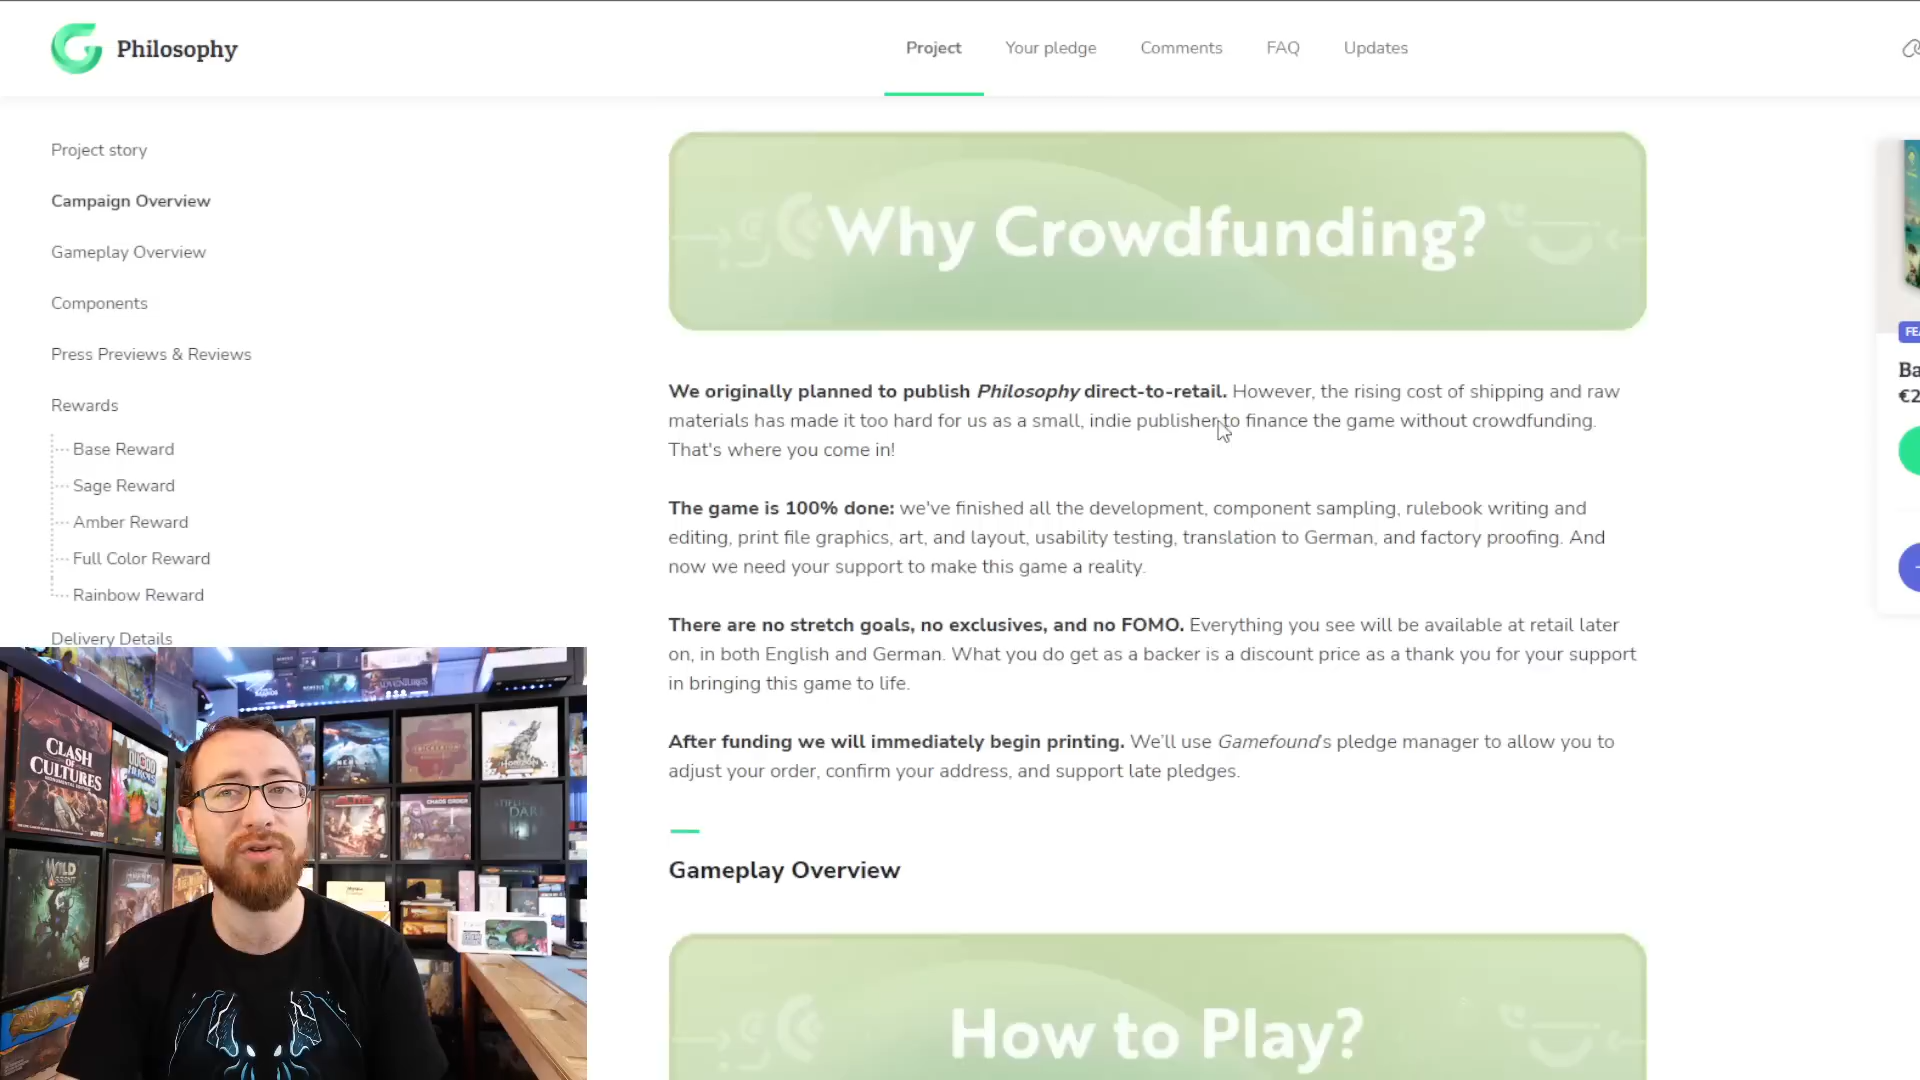 Philosophy
Project
Your pledge
Comments
FAQ
Updates
Project story
Campaign Overview
Gameplay Overview
Components
Press Previews & Reviews
Rewards
Base Reward
Sage Reward
Amber Reward
Full Color Reward
Rainbow Reward
Delivery Details
Why Crowdfunding?
We originally planned to publish Philosophy direct-to-retail. However, the rising cost of shipping and raw
materials has made it too hard for us as a small, indie publisher to finance the game without crowdfunding.
That's where you come in!
The game is 100% done: we've finished all the development, component sampling, rulebook writing and
editing, print file graphics, art, and layout, usability testing, translation to German, and factory proofing. And
now we need your support to make this game a reality.
There are no stretch goals, no exclusives, and no FOMO. Everything you see will be available at retail later
on, in both English and German. What you do get as a backer is a discount price as a thank you for your support
in bringing this game to life.
After funding we will immediately begin printing. We'll use Gamefound's pledge manager to allow you to
adjust your order, confirm your address, and support late pledges.
Gameplay Overview
How to Play?
FE
Ba
€2
CLASH
OF
CULTURES
WILD
ASSENT
HORIZON
CHAOS ORDER
DARK